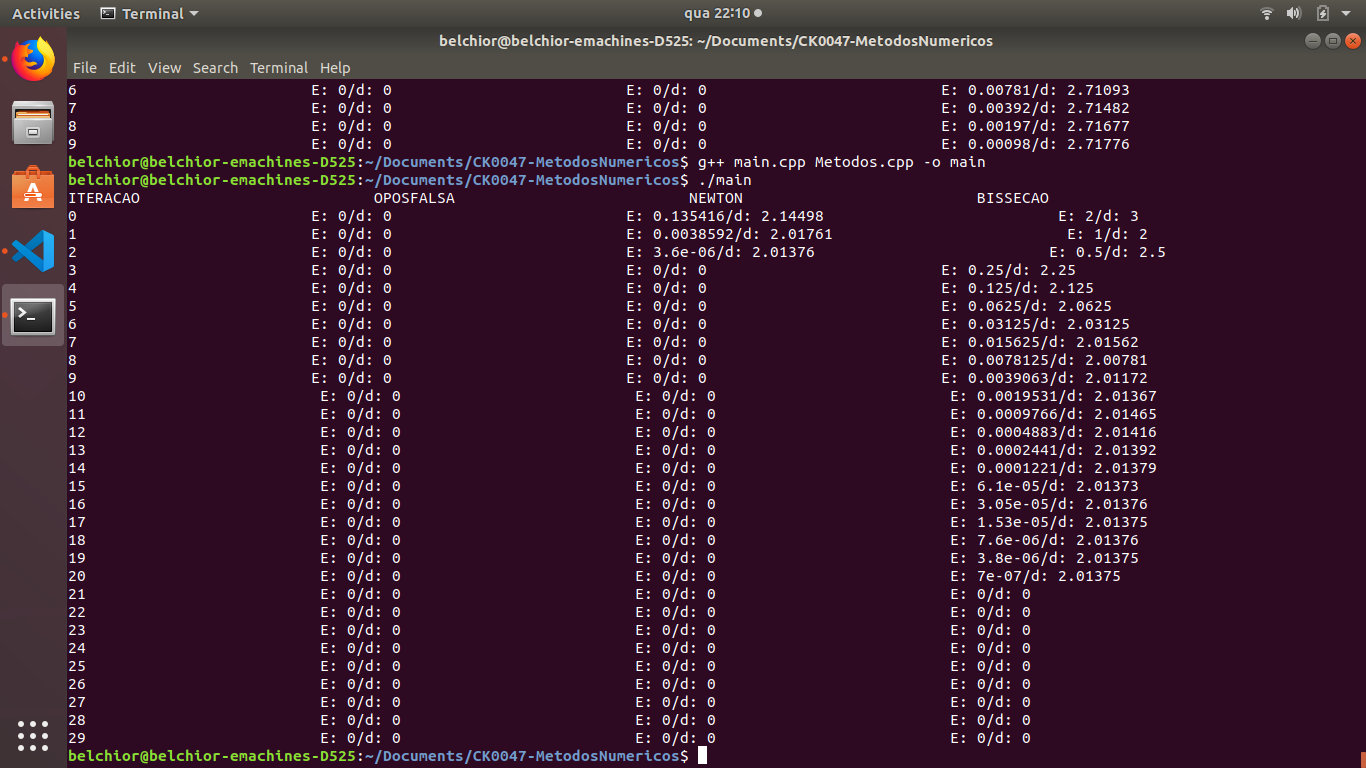 Activities Terminal qua 22:10
belchior@belchior-emachines-D525: ~/Documents/CK0047-MetodosNumericos
File Edit View Search Terminal Help
6 E: 0/d: 0 E: 0/d: 0 E: 0.00781/d: 2.71093
7 E: 0/d: 0 E: 0/d: 0 E: 0.00392/d: 2.71482
8 E: 0/d: 0 E: 0/d: 0 E: 0.00197/d: 2.71677
9 E: 0/d: 0 E: 0/d: 0 E: 0.00098/d: 2.71776
belchior@belchior-emachines-D525:~/Documents/CK0047-MetodosNumericos$ g++ main.cpp Metodos.cpp -o main
belchior@belchior-emachines-D525:~/Documents/CK0047-MetodosNumericos$ ./main
ITERACAO OPOSFALSA NEWTON BISSECAO
0 E: 0/d: 0 E: 0.135416/d: 2.14498 E: 2/d: 3
1 E: 0/d: 0 E: 0.0038592/d: 2.01761 E: 1/d: 2
2 E: 0/d: 0 E: 3.6e-06/d: 2.01376 E: 0.5/d: 2.5
3 E: 0/d: 0 E: 0/d: 0 E: 0.25/d: 2.25
4 E: 0/d: 0 E: 0/d: 0 E: 0.125/d: 2.125
5 E: 0/d: 0 E: 0/d: 0 E: 0.0625/d: 2.0625
6 E: 0/d: 0 E: 0/d: 0 E: 0.03125/d: 2.03125
7 E: 0/d: 0 E: 0/d: 0 E: 0.015625/d: 2.01562
8 E: 0/d: 0 E: 0/d: 0 E: 0.0078125/d: 2.00781
9 E: 0/d: 0 E: 0/d: 0 E: 0.0039063/d: 2.01172
10 E: 0/d: 0 E: 0/d: 0 E: 0.0019531/d: 2.01367
11 E: 0/d: 0 E: 0/d: 0 E: 0.0009766/d: 2.01465
12 E: 0/d: 0 E: 0/d: 0 E: 0.0004883/d: 2.01416
13 E: 0/d: 0 E: 0/d: 0 E: 0.0002441/d: 2.01392
14 E: 0/d: 0 E: 0/d: 0 E: 0.0001221/d: 2.01379
15 E: 0/d: 0 E: 0/d: 0 E: 6.1e-05/d: 2.01373
16 E: 0/d: 0 E: 0/d: 0 E: 3.05e-05/d: 2.01376
17 E: 0/d: 0 E: 0/d: 0 E: 1.53e-05/d: 2.01375
18 E: 0/d: 0 E: 0/d: 0 E: 7.6e-06/d: 2.01376
19 E: 0/d: 0 E: 0/d: 0 E: 3.8e-06/d: 2.01375
20 E: 0/d: 0 E: 0/d: 0 E: 7e-07/d: 2.01375
21 E: 0/d: 0 E: 0/d: 0 E: 0/d: 0
22 E: 0/d: 0 E: 0/d: 0 E: 0/d: 0
23 E: 0/d: 0 E: 0/d: 0 E: 0/d: 0
24 E: 0/d: 0 E: 0/d: 0 E: 0/d: 0
25 E: 0/d: 0 E: 0/d: 0 E: 0/d: 0
26 E: 0/d: 0 E: 0/d: 0 E: 0/d: 0
27 E: 0/d: 0 E: 0/d: 0 E: 0/d: 0
28 E: 0/d: 0 E: 0/d: 0 E: 0/d: 0
29 E: 0/d: 0 E: 0/d: 0 E: 0/d: 0
belchior@belchior-emachines-D525:~/Documents/CK0047-MetodosNumericos$